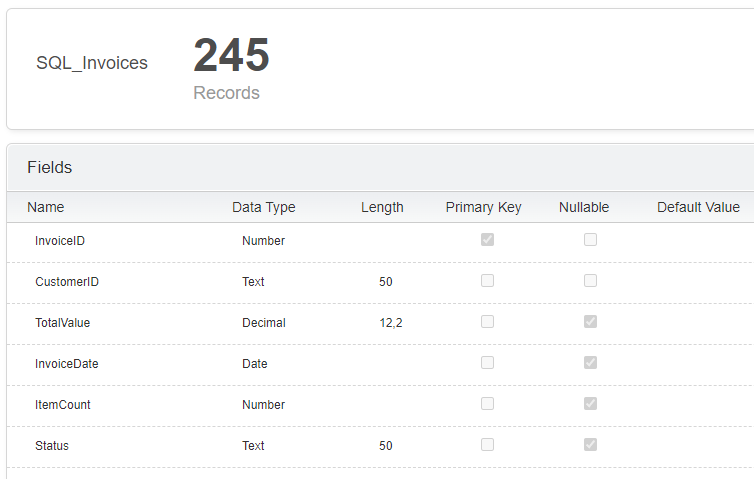 SQL_Invoices
245
Records
Fields
Name Data Type Length Primary Key Nullable Default Value
InvoiceID Number
CustomerID Text 50
TotalValue Decimal 12,2
InvoiceDate Date
ItemCount Number
Status Text 50